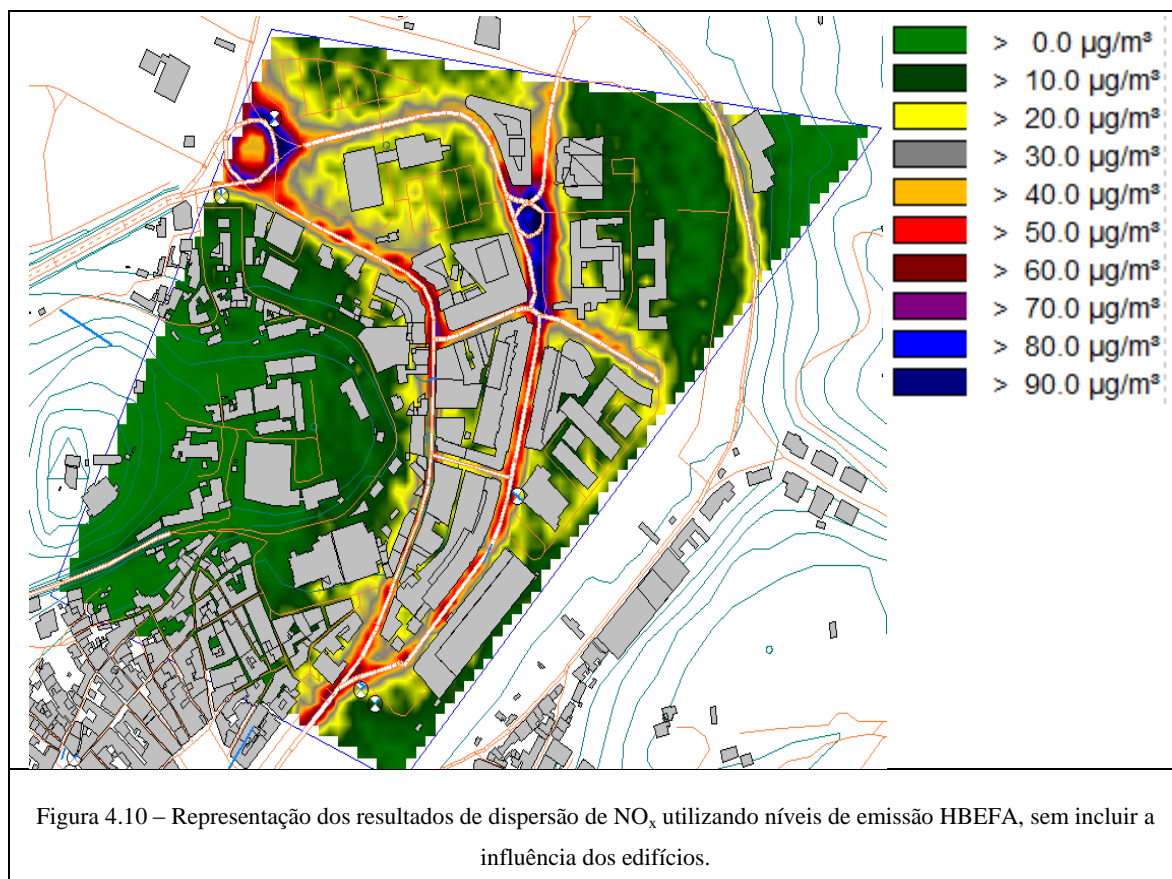 > 0.0 µg/m³
> 10.0 µg/m³
> 20.0 µg/m³
> 30.0 µg/m³
> 40.0 µg/m³
> 50.0 µg/m³
> 60.0 µg/m³
> 70.0 µg/m³
> 80.0 µg/m³
> 90.0 µg/m³
Figura 4.10 – Representação dos resultados de dispersão de NOₓ utilizando níveis de emissão HBEFA, sem incluir a
influência dos edifícios.